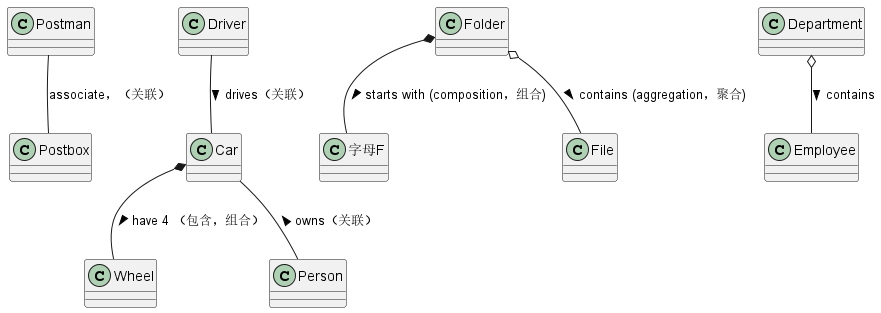 C Postman
C Driver
C Folder
C Department
associate，（关联）
drives（关联）
starts with (composition，组合)
contains (aggregation，聚合)
contains
C Postbox
C Car
C 字母F
C File
C Employee
have 4 （包含，组合）
owns（关联）
C Wheel
C Person